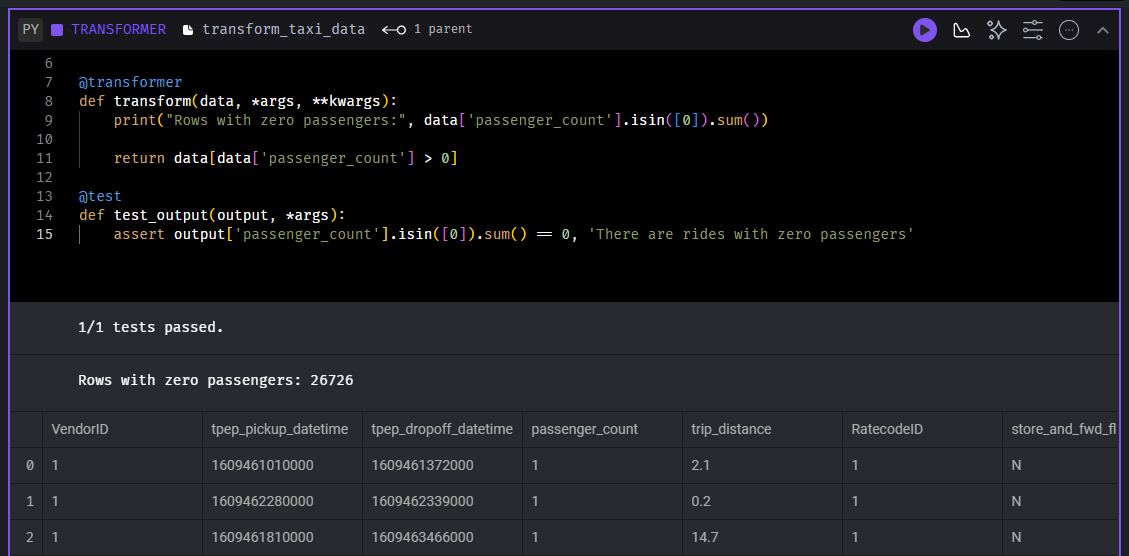 PY TRANSFORMER transform_taxi_data 1 parent
6
7 @transformer
8 def transform(data, *args, **kwargs):
9 print("Rows with zero passengers:", data['passenger_count'].isin([0]).sum())
10
11 return data[data['passenger_count'] > 0]
12
13 @test
14 def test_output(output, *args):
15 assert output['passenger_count'].isin([0]).sum() == 0, 'There are rides with zero passengers'
1/1 tests passed.
Rows with zero passengers: 26726
VendorID tpep_pickup_datetime tpep_dropoff_datetime passenger_count trip_distance RatecodeID store_and_fwd_fl
0 1 1609461010000 1609461372000 1 2.1 1 N
1 1 1609462280000 1609462339000 1 0.2 1 N
2 1 1609461810000 1609463466000 1 14.7 1 N